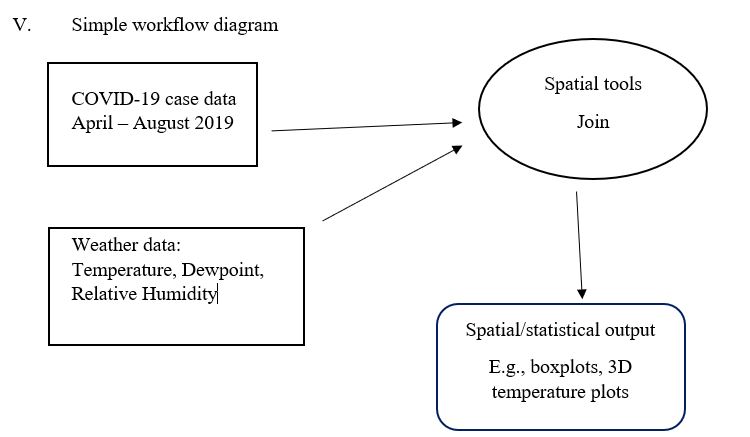 V. Simple workflow diagram
COVID-19 case data
April – August 2019
Weather data:
Temperature, Dewpoint,
Relative Humidity
Spatial tools
Join
Spatial/statistical output
E.g., boxplots, 3D
temperature plots